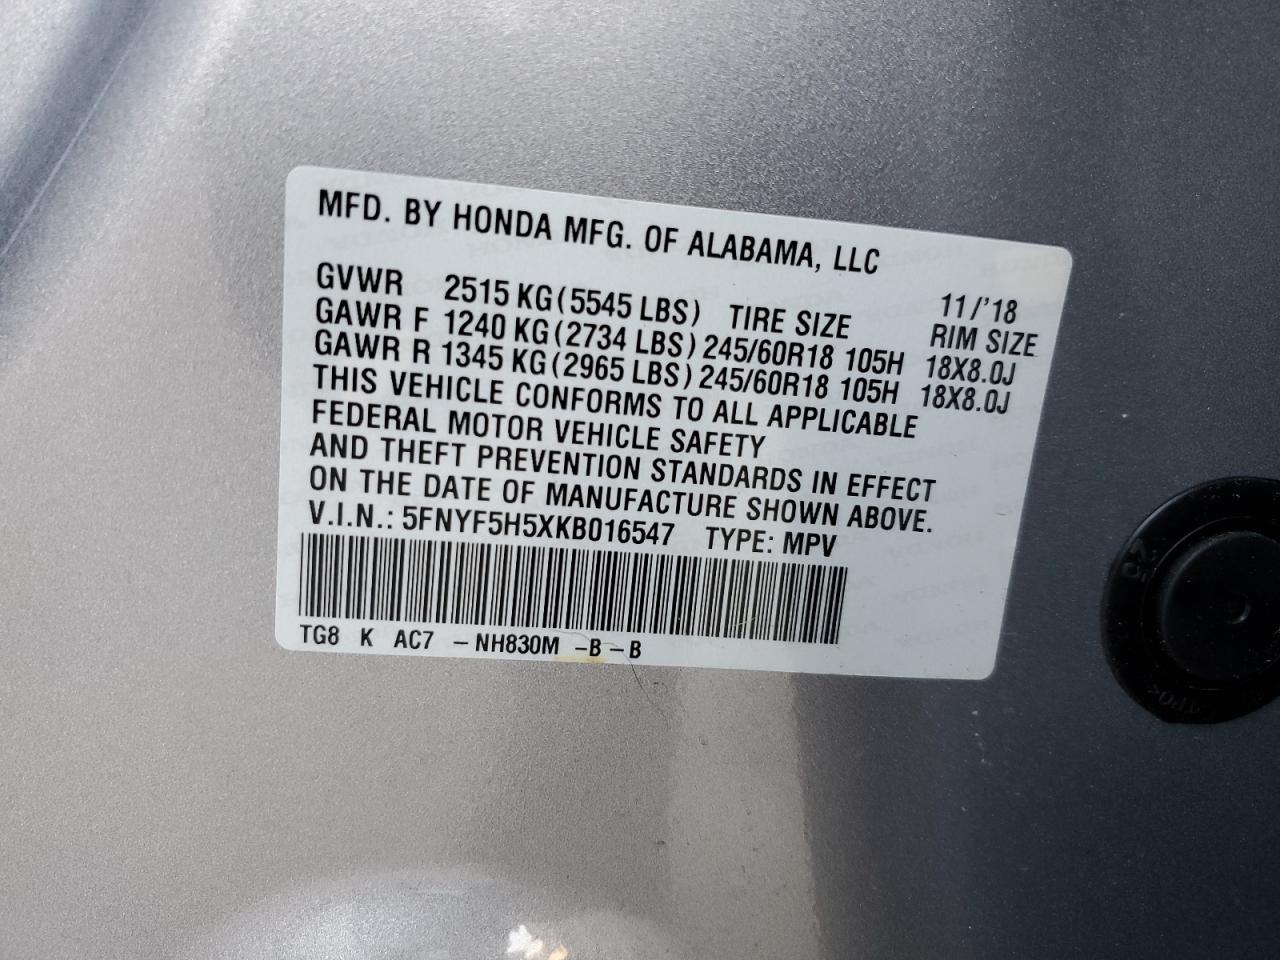 MFD. BY HONDA MFG. OF ALABAMA, LLC
11/'18
GVWR 2515 KG(5545 LBS) TIRE SIZE RIM SIZE
GAWR F 1240 KG(2734 LBS) 245/60R18 105H 18X8.0J
GAWR R 1345 KG(2965 LBS) 245/60R18 105H 18X8.0J
THIS VEHICLE CONFORMS TO ALL APPLICABLE
FEDERAL MOTOR VEHICLE SAFETY
AND THEFT PREVENTION STANDARDS IN EFFECT
ON THE DATE OF MANUFACTURE SHOWN ABOVE.
V.I.N.: 5FNYF5H5XKB016547 TYPE: MPV
TG8 K AC7 – NH830M –B – B